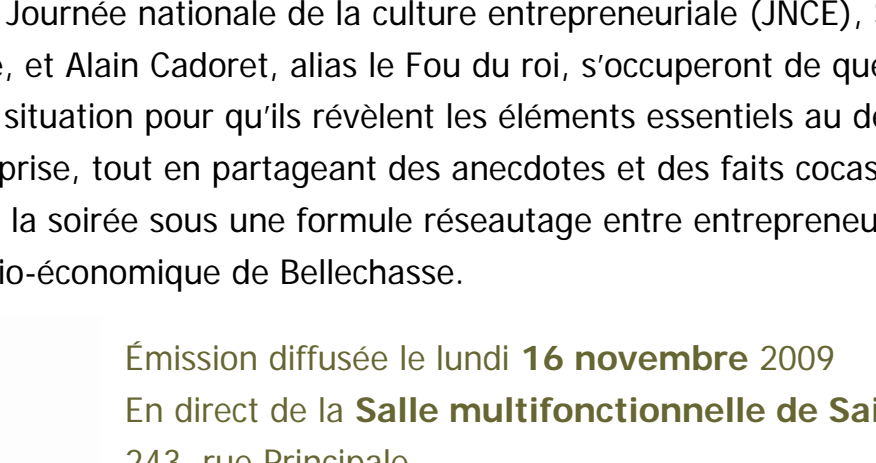 Journée nationale de la culture entrepreneuriale (JNCE),
, et Alain Cadoret, alias le Fou du roi, s’occuperont de
situation pour qu'ils révèlent les éléments essentiels au
prise, tout en partageant des anecdotes et des faits
la soirée sous une formule réseautage entre
io-économique de Bellechasse.
Émission diffusée le lundi 16 novembre 2009
En direct de la Salle multifonctionnelle de
243, rue Principale